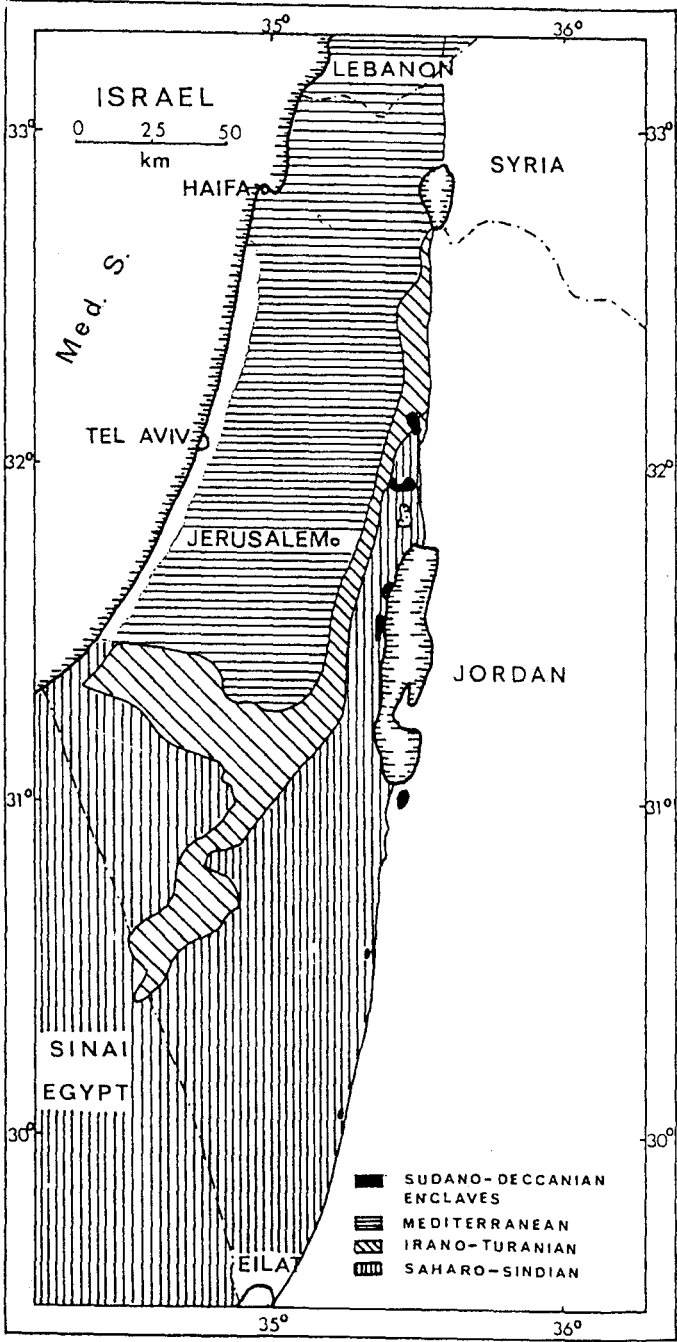 35°
36°
LEBANON
ISRAEL
0 25 50
km
33°
33°
SYRIA
HAIFA
Med. S.
TEL AVIV
32°
32°
JERUSALEM
JORDAN
31°
31°
SINAI
EGYPT
30°
30°
SUDANO-DECCANIAN
ENCLAVES
MEDITERRANEAN
IRANO-TURANIAN
SAHARO-SINDIAN
EILAT
35°
36°